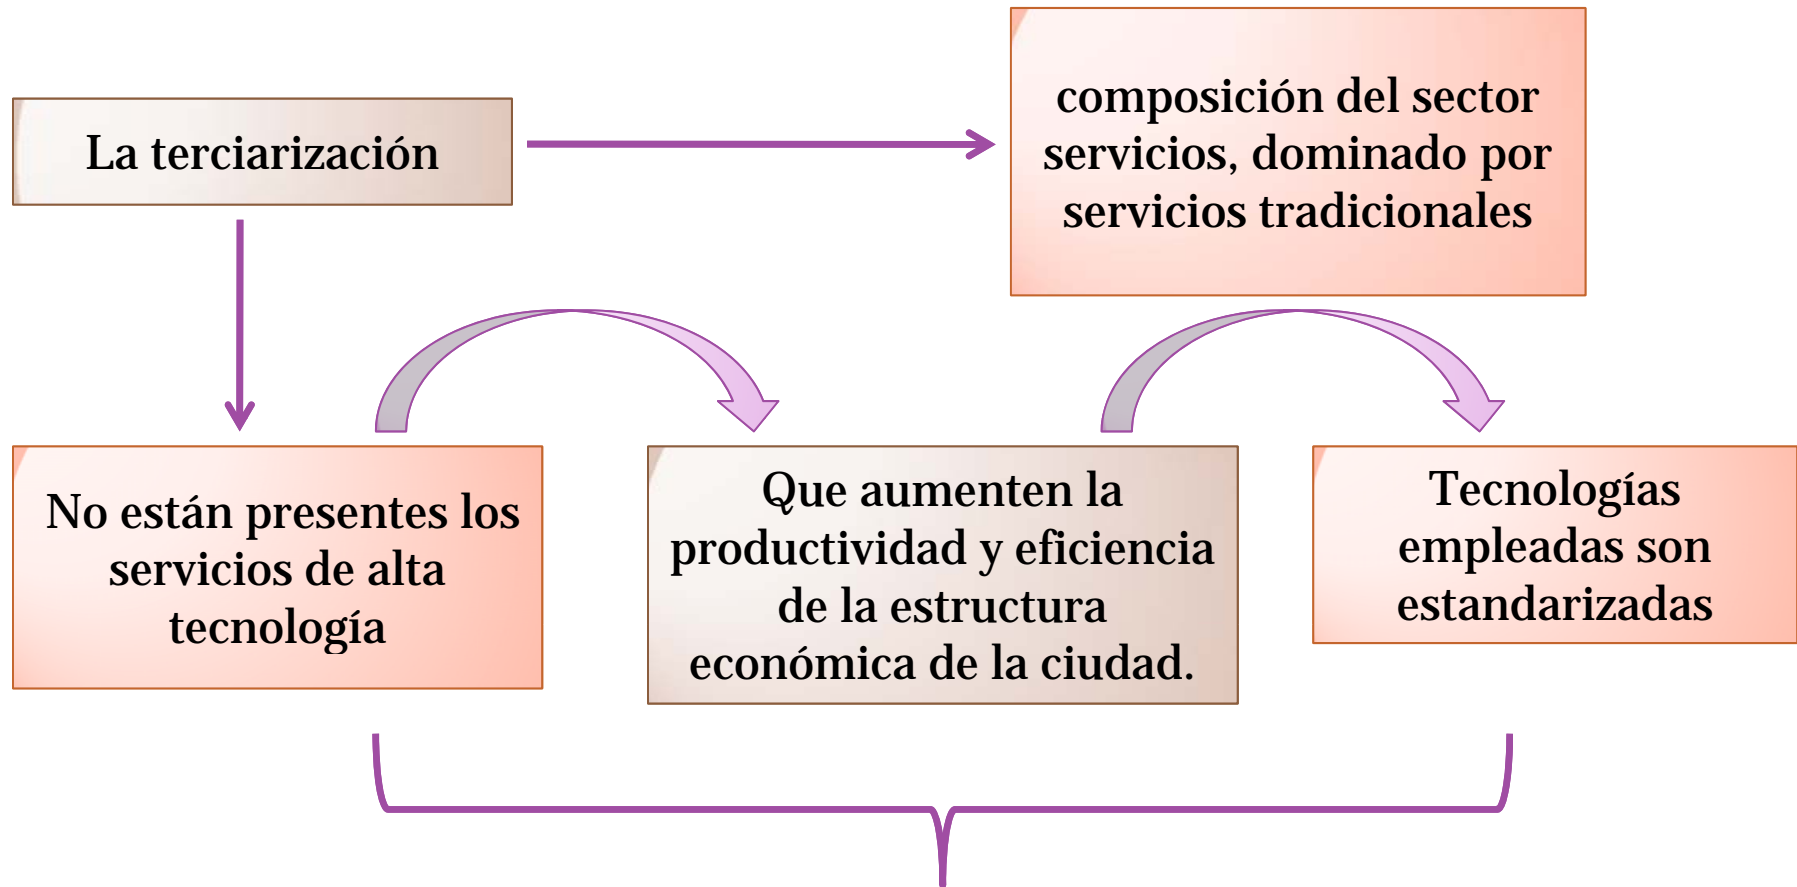 La terciarización
composición del sector
servicios, dominado por
servicios tradicionales
No están presentes los
servicios de alta
tecnología
Que aumenten la
productividad y eficiencia
de la estructura
económica de la ciudad.
Tecnologías
empleadas son
estandarizadas